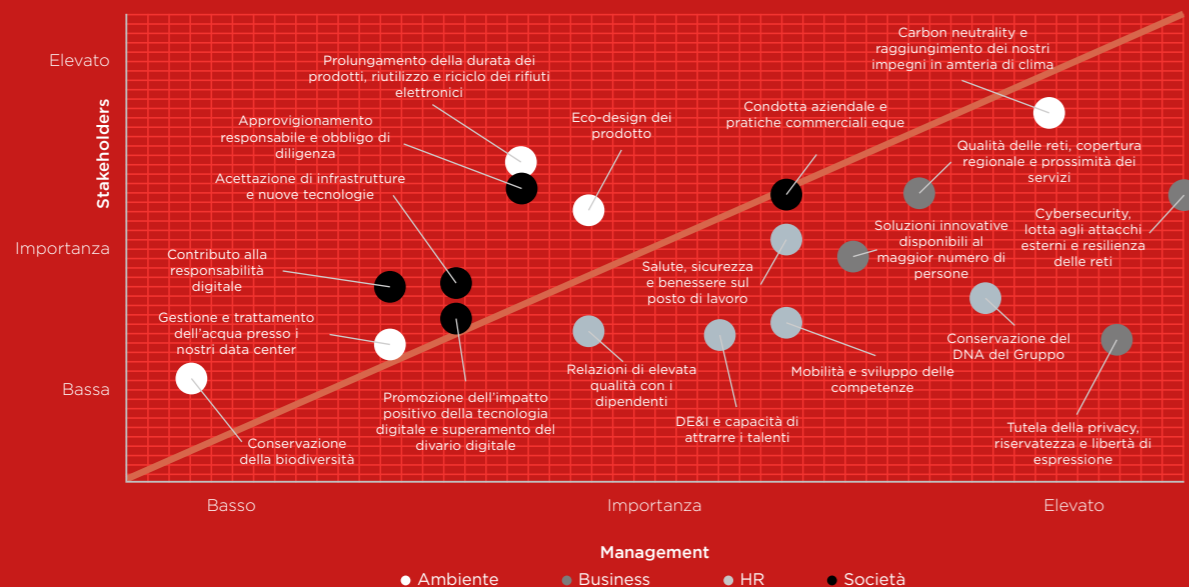 Elevato
Stakeholders
Importanza
Bassa
Prolungamento della durata dei
prodotti, riutilizzo e riciclo dei rifiuti
elettronici
Approvigionamento
responsabile e obbligo di
diligenza
Acettazione di infrastrutture
e nuove tecnologie
Contributo alla
responsabilità
digitale
Gestione e trattamento
dell'acqua presso i
nostri data center
Conservazione
della biodiversità
Promozione dell'impatto
positivo della tecnologia
digitale e superamento del
divario digitale
Eco-design dei
prodotto
Relazioni di elevata
qualità con i
dipendenti
DE&I e capacità di
attrarre i talenti
Condotta aziendale e
pratiche commerciali eque
Salute, sicurezza
e benessere sul
posto di lavoro
Mobilità e sviluppo delle
competenze
Carbon neutrality e
raggiungimento dei nostri
impegni in amteria di clima
Qualità delle reti, copertura
regionale e prossimità dei
servizi
Soluzioni innovative
disponibili al
maggior numero di
persone
Cybersecurity,
lotta agli attacchi
esterni e resilienza
delle reti
Conservazione del
DNA del Gruppo
Tutela della privacy,
riservatezza e libertà di
espressione
Basso
Importanza
Elevato
Management
Ambiente
Business
HR
Società